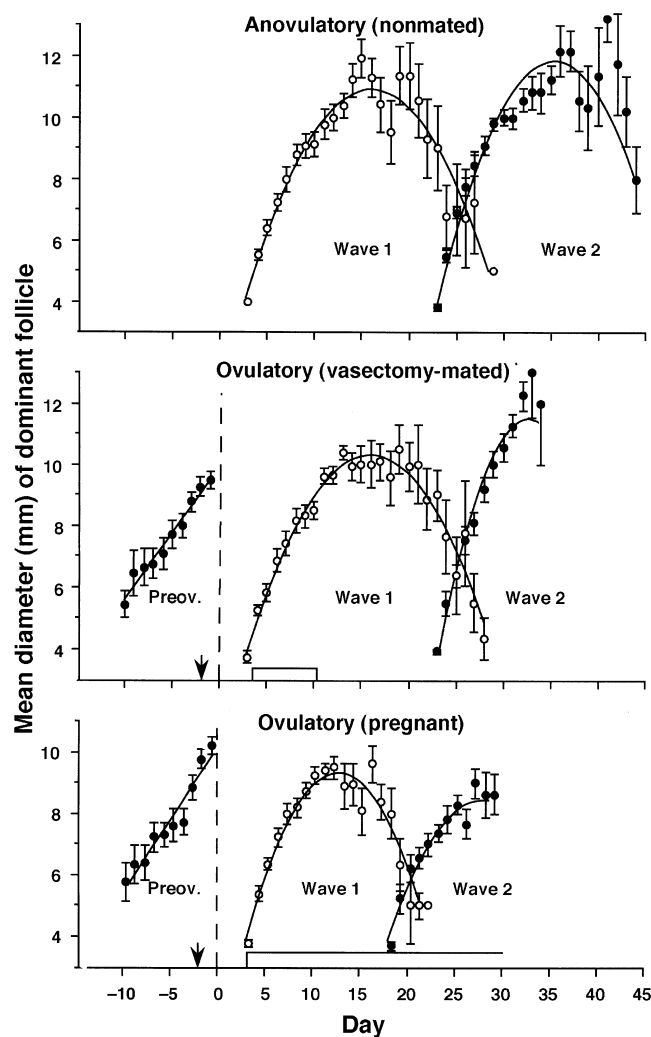 Anovulatory (nonmated)
12
10
8
6
4
Wave 1
Wave 2
Mean diameter (mm) of dominant follicle
Ovulatory (vasectomy-mated)
12
10
8
6
4
Preov.
Wave 1
Wave 2
Ovulatory (pregnant)
10
8
6
4
Preov.
Wave 1
Wave 2
−10 −5 0 5 10 15 20 25 30 35 40 45
Day